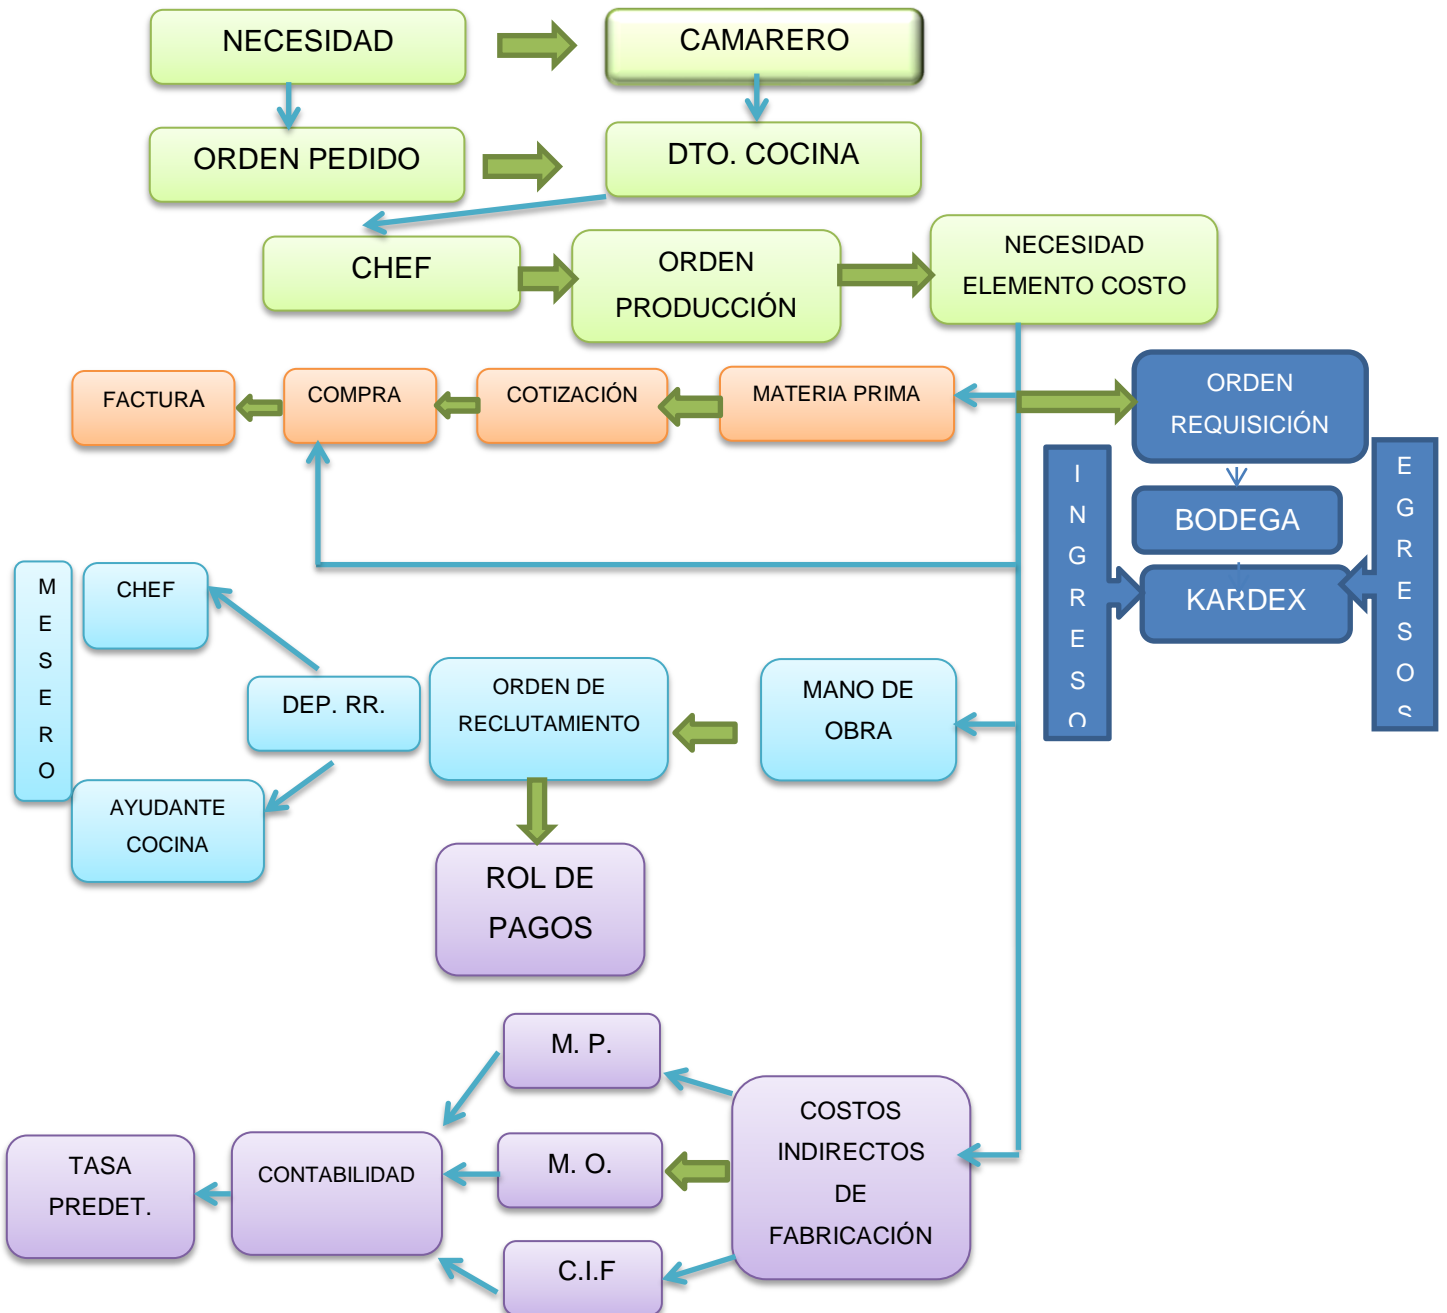 NECESIDAD
CAMARERO
ORDEN PEDIDO
DTO. COCINA
CHEF
ORDEN
PRODUCCIÓN
NECESIDAD
ELEMENTO COSTO
FACTURA
COMPRA
COTIZACIÓN
MATERIA PRIMA
ORDEN
REQUISICIÓN
I
N
G
R
E
S
O
BODEGA
KARDEX
E
G
R
E
S
O
S
M
E
S
E
R
O
CHEF
DEP. RR.
AYUDANTE
COCINA
ORDEN DE
RECLUTAMIENTO
MANO DE
OBRA
ROL DE
PAGOS
M. P.
M. O.
C.I.F
COSTOS
INDIRECTOS
DE
FABRICACIÓN
CONTABILIDAD
TASA
PREDET.